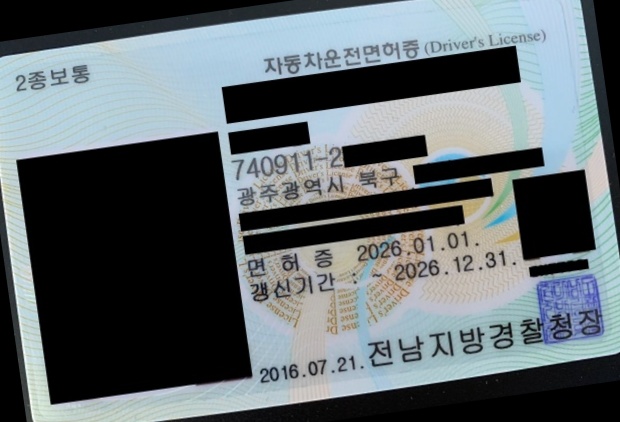 2종보통
자동차운전면허증 (Driver's License)
740911-2
광주광역시 북구
면 허 증 2026.01.01.
갱신기간 : ~ 2026.12.31.
2016.07.21. 전남지방경찰청장